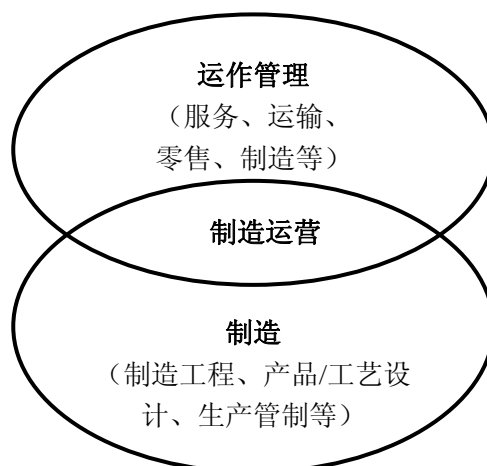 运作管理
（服务、运输、
零售、制造等）
制造运营
制造
（制造工程、产品/工艺设
计、生产管制等）